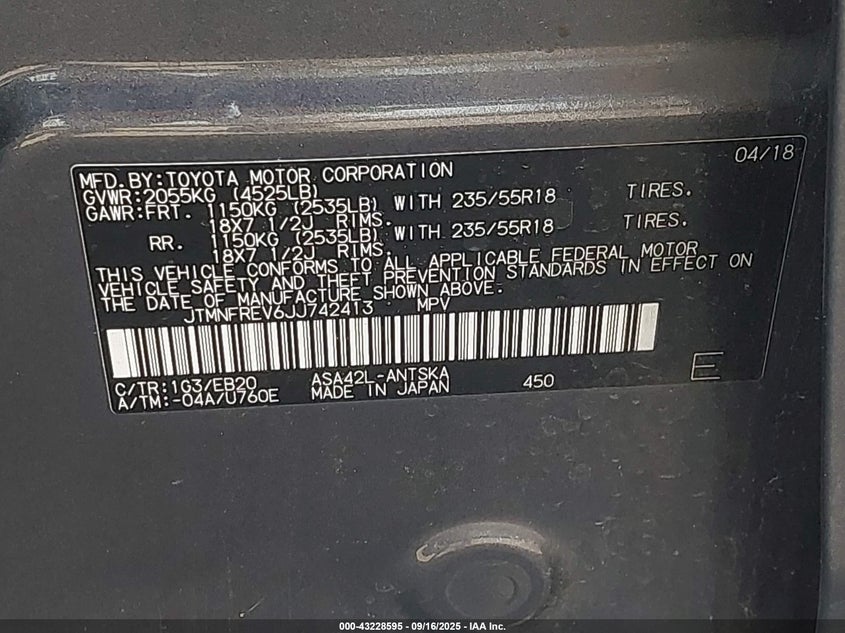 04/18
MFD.BY:TOYOTA MOTOR CORPORATION
GVWR:2055KG (4525LB)
GAWR:FRT. 1150KG (2535LB) WITH 235/55R18 TIRES.
18X7 1/2J RIMS.
RR. 1150KG (2535LB) WITH 235/55R18 TIRES.
18X7 1/2J RIMS.
THIS VEHICLE CONFORMS TO ALL APPLICABLE FEDERAL MOTOR
VEHICLE SAFETY AND THEFT PREVENTION STANDARDS IN EFFECT ON
THE DATE OF MANUFACTURE SHOWN ABOVE.
JTMNFREV6JJ742413 MPV
C/TR:1G3/EB20 ASA42L-ANTSKA
A/TM:-04A/U760E MADE IN JAPAN 450 E
000-43228595 - 09/16/2025 - IAA Inc.